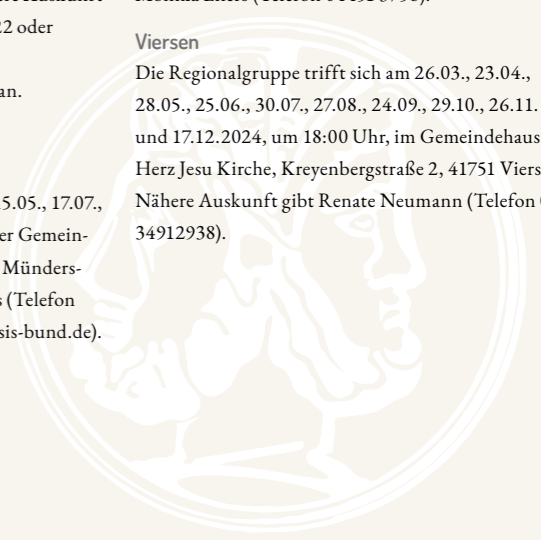 22 oder
an.
5.05., 17.07.,
er Gemein-
Münders-
s (Telefon
sis-bund.de).
Viersen
Die Regionalgruppe trifft sich am 26.03., 23.04.,
28.05., 25.06., 30.07., 27.08., 24.09., 29.10., 26.11.
und 17.12.2024, um 18:00 Uhr, im Gemeindehaus
Herz Jesu Kirche, Kreyenbergstraße 2, 41751 Viers
Nähere Auskunft gibt Renate Neumann (Telefon
34912938).